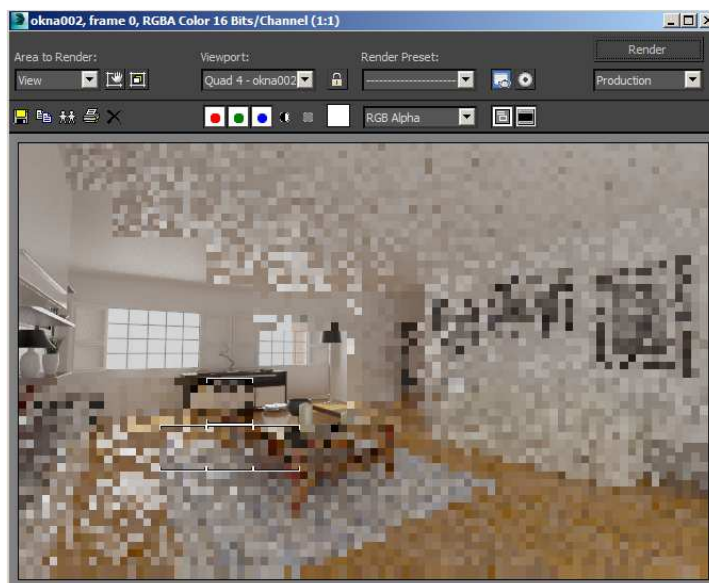 okna002, frame 0, RGBA Color 16 Bits/Channel (1:1)
Area to Render:
Viewport:
Render Preset:
Render
View
Quad 4 - okna002
Production
RGB Alpha